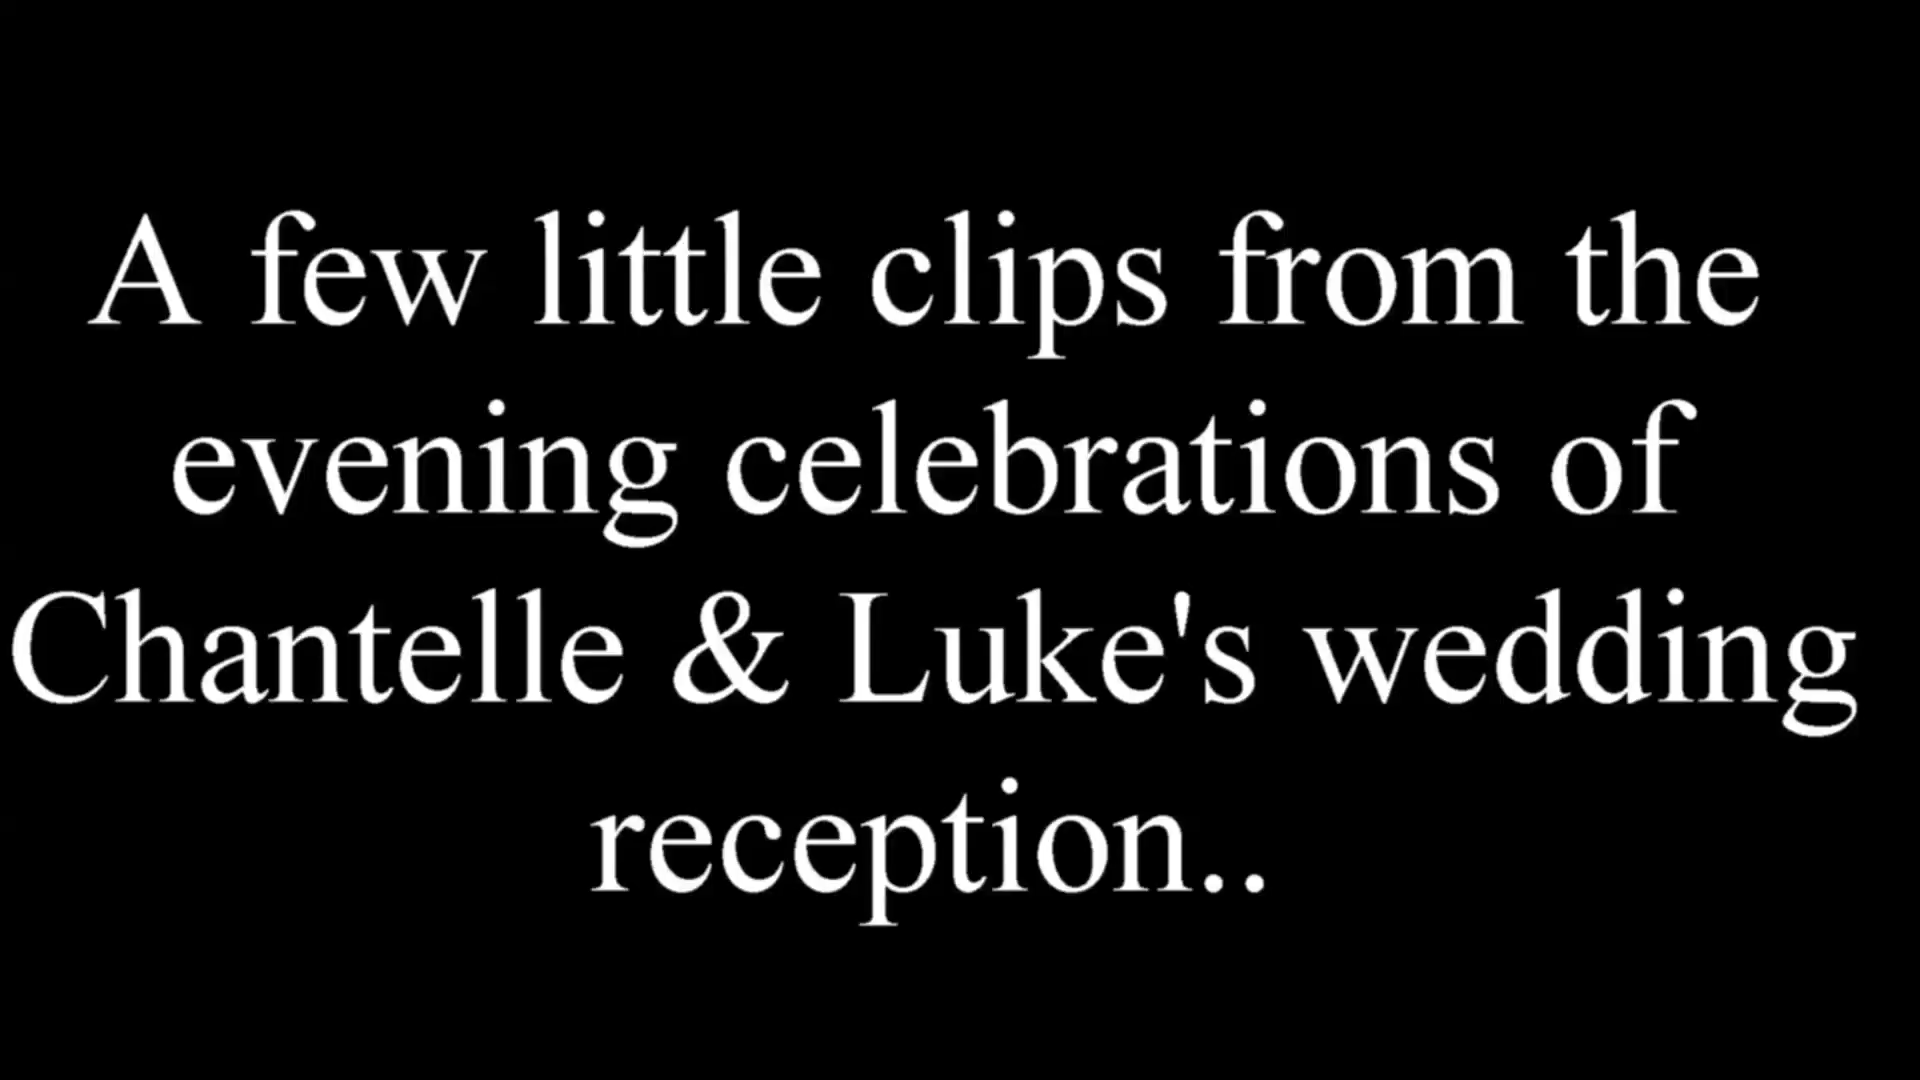 A few little clips from the
evening celebrations of
Chantelle & Luke's wedding
reception..